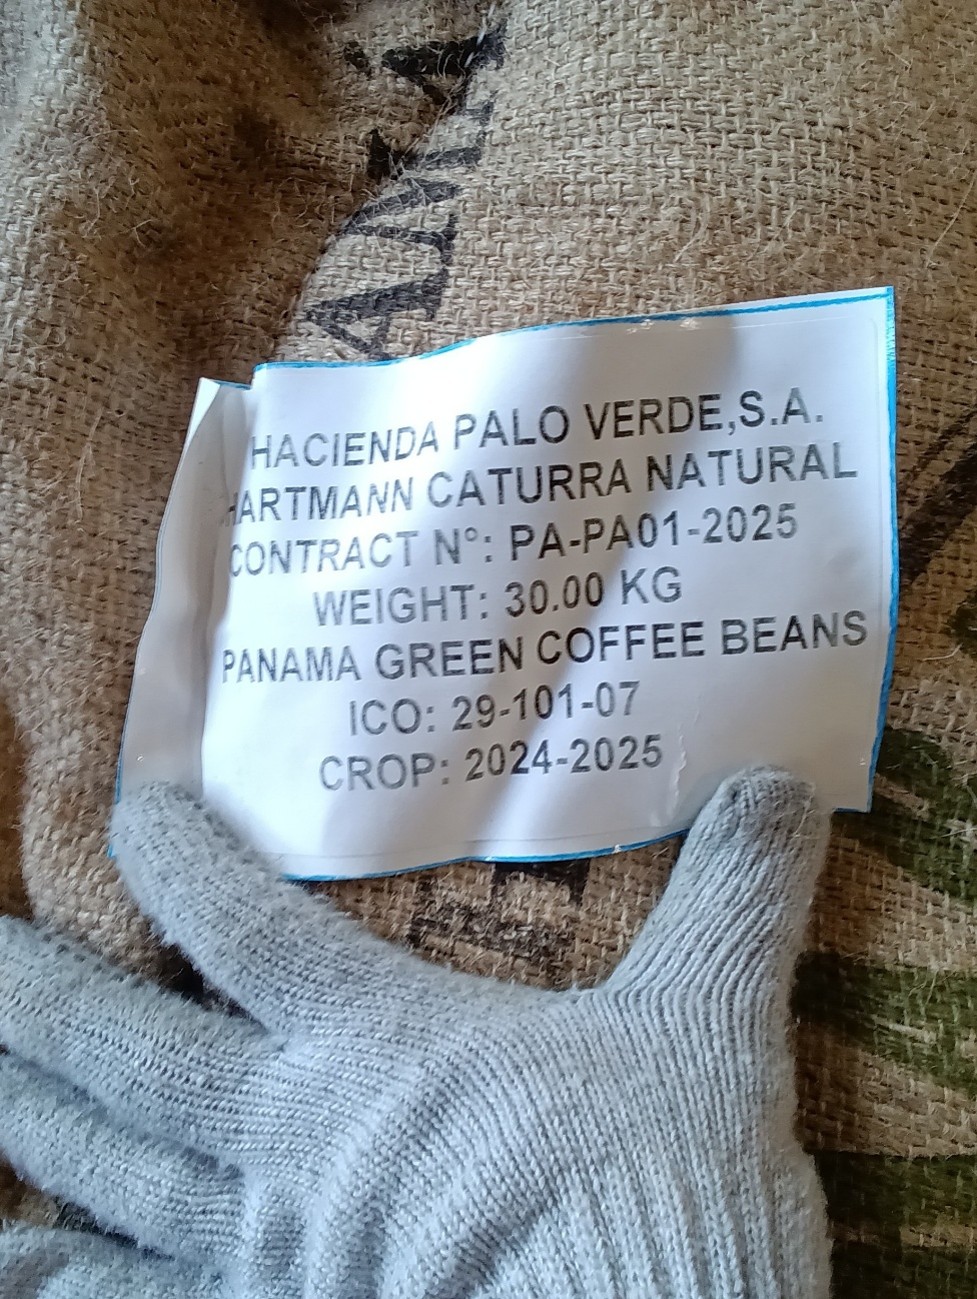 HACIENDA PALO VERDE,S.A.
HARTMANN CATURRA NATURAL
CONTRACT N°: PA-PA01-2025
WEIGHT: 30.00 KG
PANAMA GREEN COFFEE BEANS
ICO: 29-101-07
CROP: 2024-2025